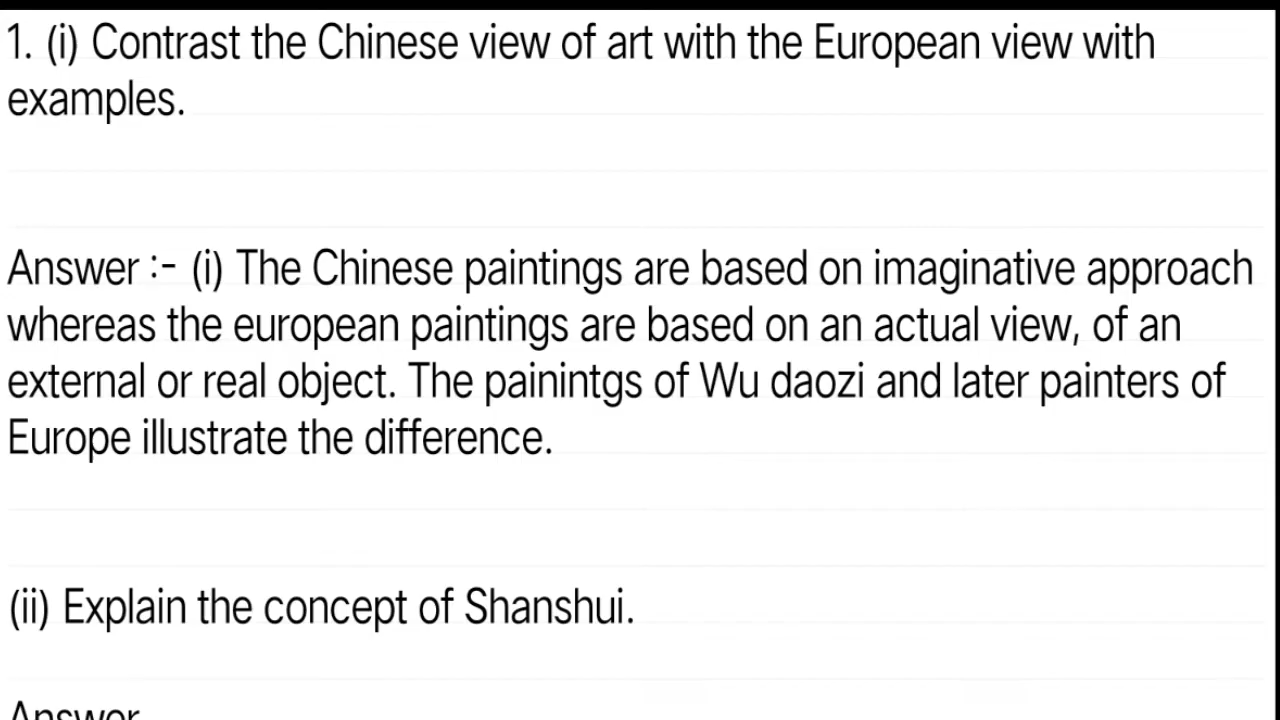 1. (i) Contrast the Chinese view of art with the European view with
examples.
Answer :- (i) The Chinese paintings are based on imaginative approach
whereas the european paintings are based on an actual view, of an
external or real object. The painintgs of Wu daozi and later painters of
Europe illustrate the difference.
(ii) Explain the concept of Shanshui.
Answer